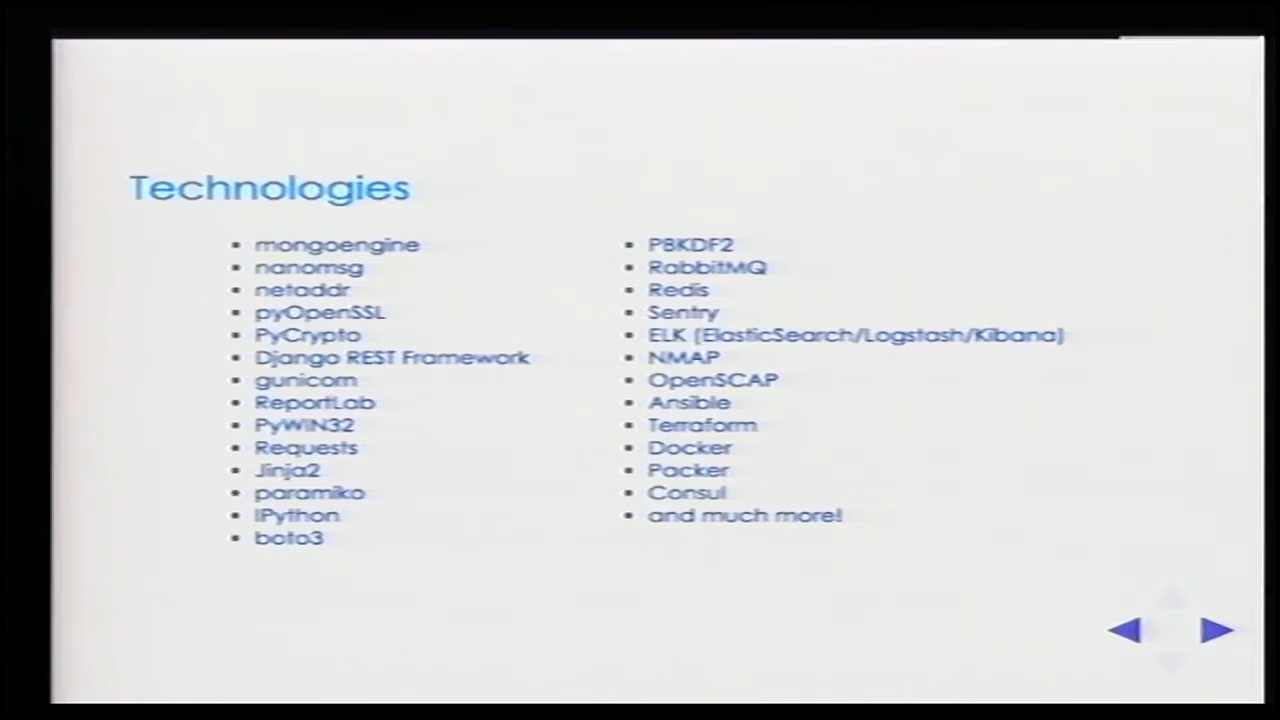 Technologies
mongoengine
nanomsg
netaddr
pyOpenSSL
PyCrypto
Django REST Framework
gunicorn
ReportLab
PyWIN32
Requests
Jinja2
paramiko
IPython
boto3
PBKDF2
RabbitMQ
Redis
Sentry
ELK (ElasticSearch/Logstash/Kibana)
NMAP
OpenSCAP
Ansible
Terraform
Docker
Packer
Consul
and much more!